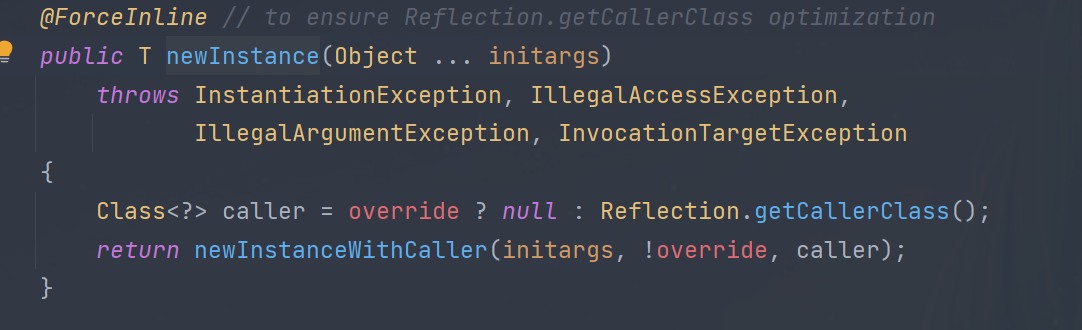 @ForceInline // to ensure Reflection.getCallerClass optimization
public T newInstance(Object ... initargs)
throws InstantiationException, IllegalAccessException,
IllegalArgumentException, InvocationTargetException
{
Class<?> caller = override ? null : Reflection.getCallerClass();
return newInstanceWithCaller(initargs, !override, caller);
}